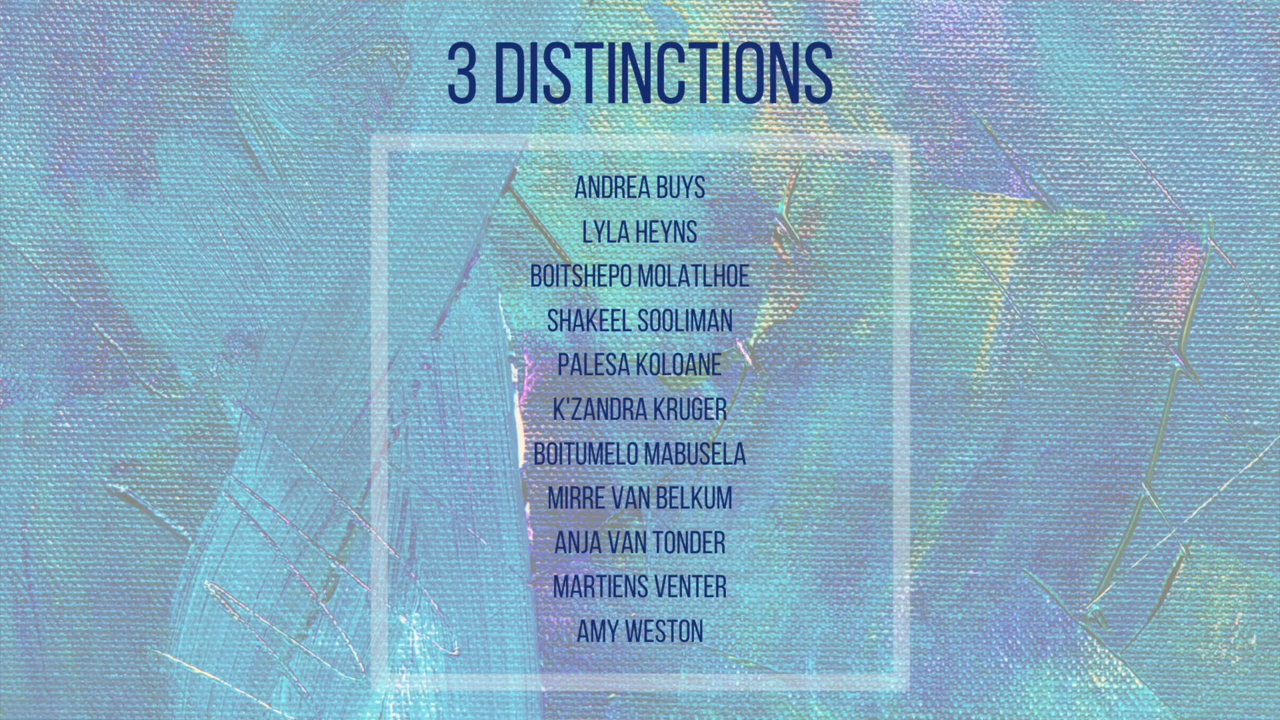 3 DISTINCTIONS
ANDREA BUYS
LYLA HEYNS
BOITSHEPO MOLATLHOE
SHAKEEL SOOLIMAN
PALESA KOLOANE
K'ZANDRA KRUGER
BOITUMELO MABUSELA
MIRRE VAN BELKUM
ANJA VAN TONDER
MARTIENS VENTER
AMY WESTON